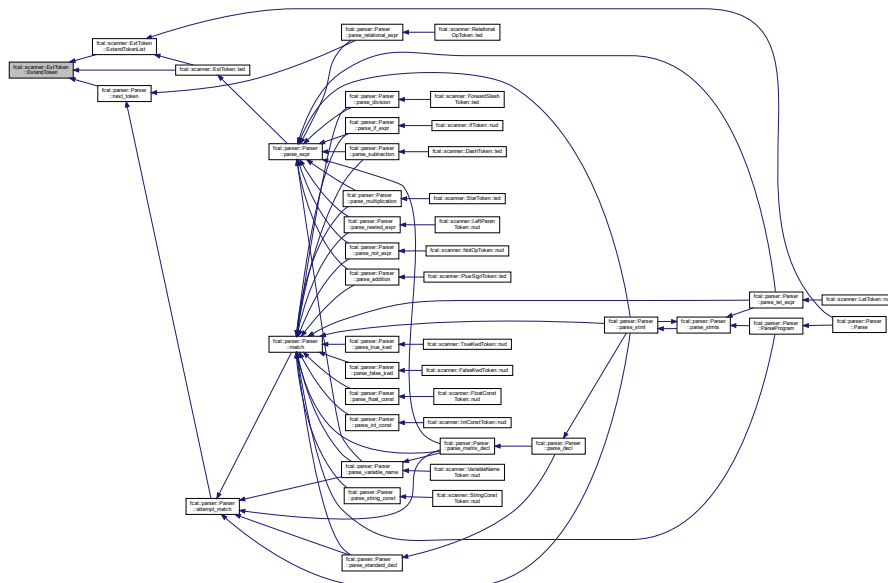 fcal::scanner::ExtToken
::ExtendToken
fcal::scanner::ExtToken
::ExtendTokenList
fcal::scanner::ExtToken::led
fcal::parser::Parser
::next_token
fcal::parser::Parser
::parse_expr
fcal::parser::Parser
::match
fcal::parser::Parser
::attempt_match
fcal::parser::Parser
::parse_relational_expr
fcal::scanner::Relational
OpToken::led
fcal::parser::Parser
::parse_division
fcal::scanner::ForwardSlash
Token::led
fcal::parser::Parser
::parse_if_expr
fcal::scanner::IfToken::nud
fcal::parser::Parser
::parse_subtraction
fcal::scanner::DashToken::led
fcal::parser::Parser
::parse_multiplication
fcal::scanner::StarToken::led
fcal::parser::Parser
::parse_nested_expr
fcal::scanner::LeftParen
Token::nud
fcal::parser::Parser
::parse_not_expr
fcal::scanner::NotOpToken::nud
fcal::parser::Parser
::parse_addition
fcal::scanner::PlusSignToken::led
fcal::parser::Parser
::parse_true_kwd
fcal::scanner::TrueKwdToken::nud
fcal::parser::Parser
::parse_false_kwd
fcal::scanner::FalseKwdToken::nud
fcal::parser::Parser
::parse_float_const
fcal::scanner::FloatConst
Token::nud
fcal::parser::Parser
::parse_int_const
fcal::scanner::IntConstToken::nud
fcal::parser::Parser
::parse_matrix_decl
fcal::parser::Parser
::parse_decl
fcal::parser::Parser
::parse_variable_name
fcal::scanner::VariableName
Token::nud
fcal::parser::Parser
::parse_string_const
fcal::scanner::StringConst
Token::nud
fcal::parser::Parser
::parse_standard_decl
fcal::parser::Parser
::parse_stmt
fcal::parser::Parser
::parse_stmts
fcal::parser::Parser
::parse_let_expr
fcal::scanner::LetToken::nud
fcal::parser::Parser
::ParseProgram
fcal::parser::Parser
::Parse